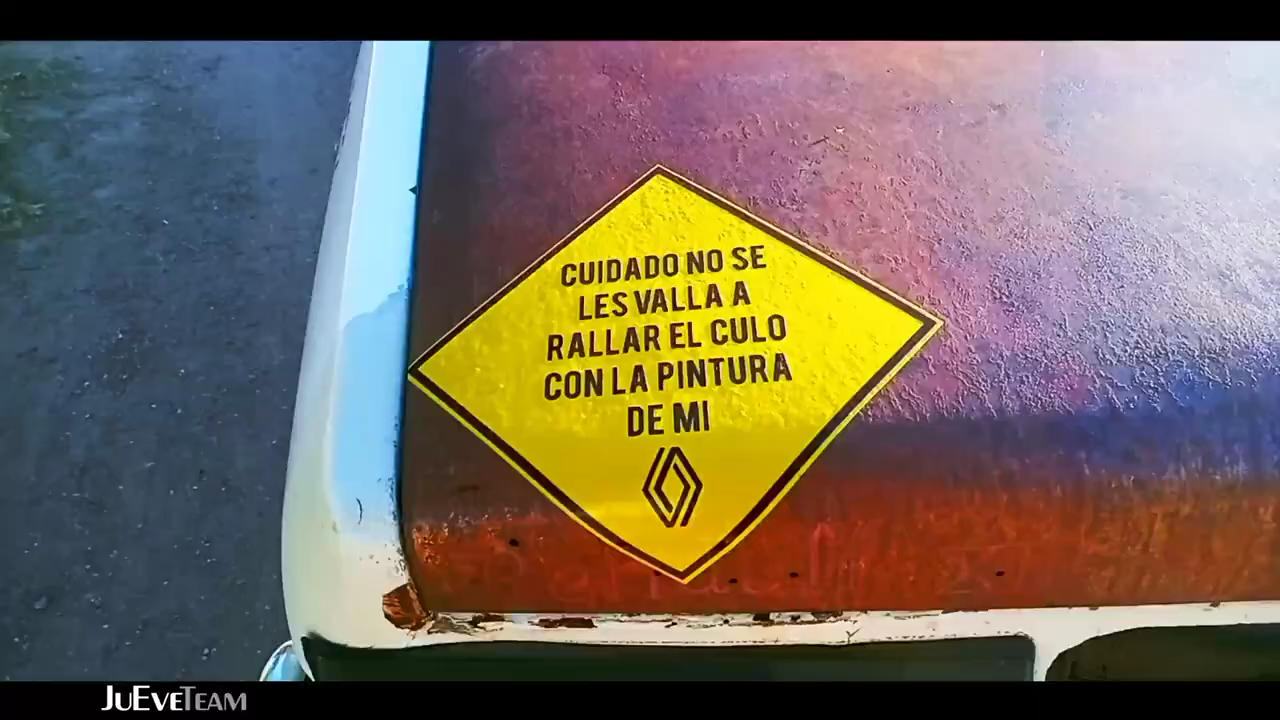 CUIDADO NO SE
LES VALLA A
RALLAR EL CULO
CON LA PINTURA
DE MI
JUEVETEAM